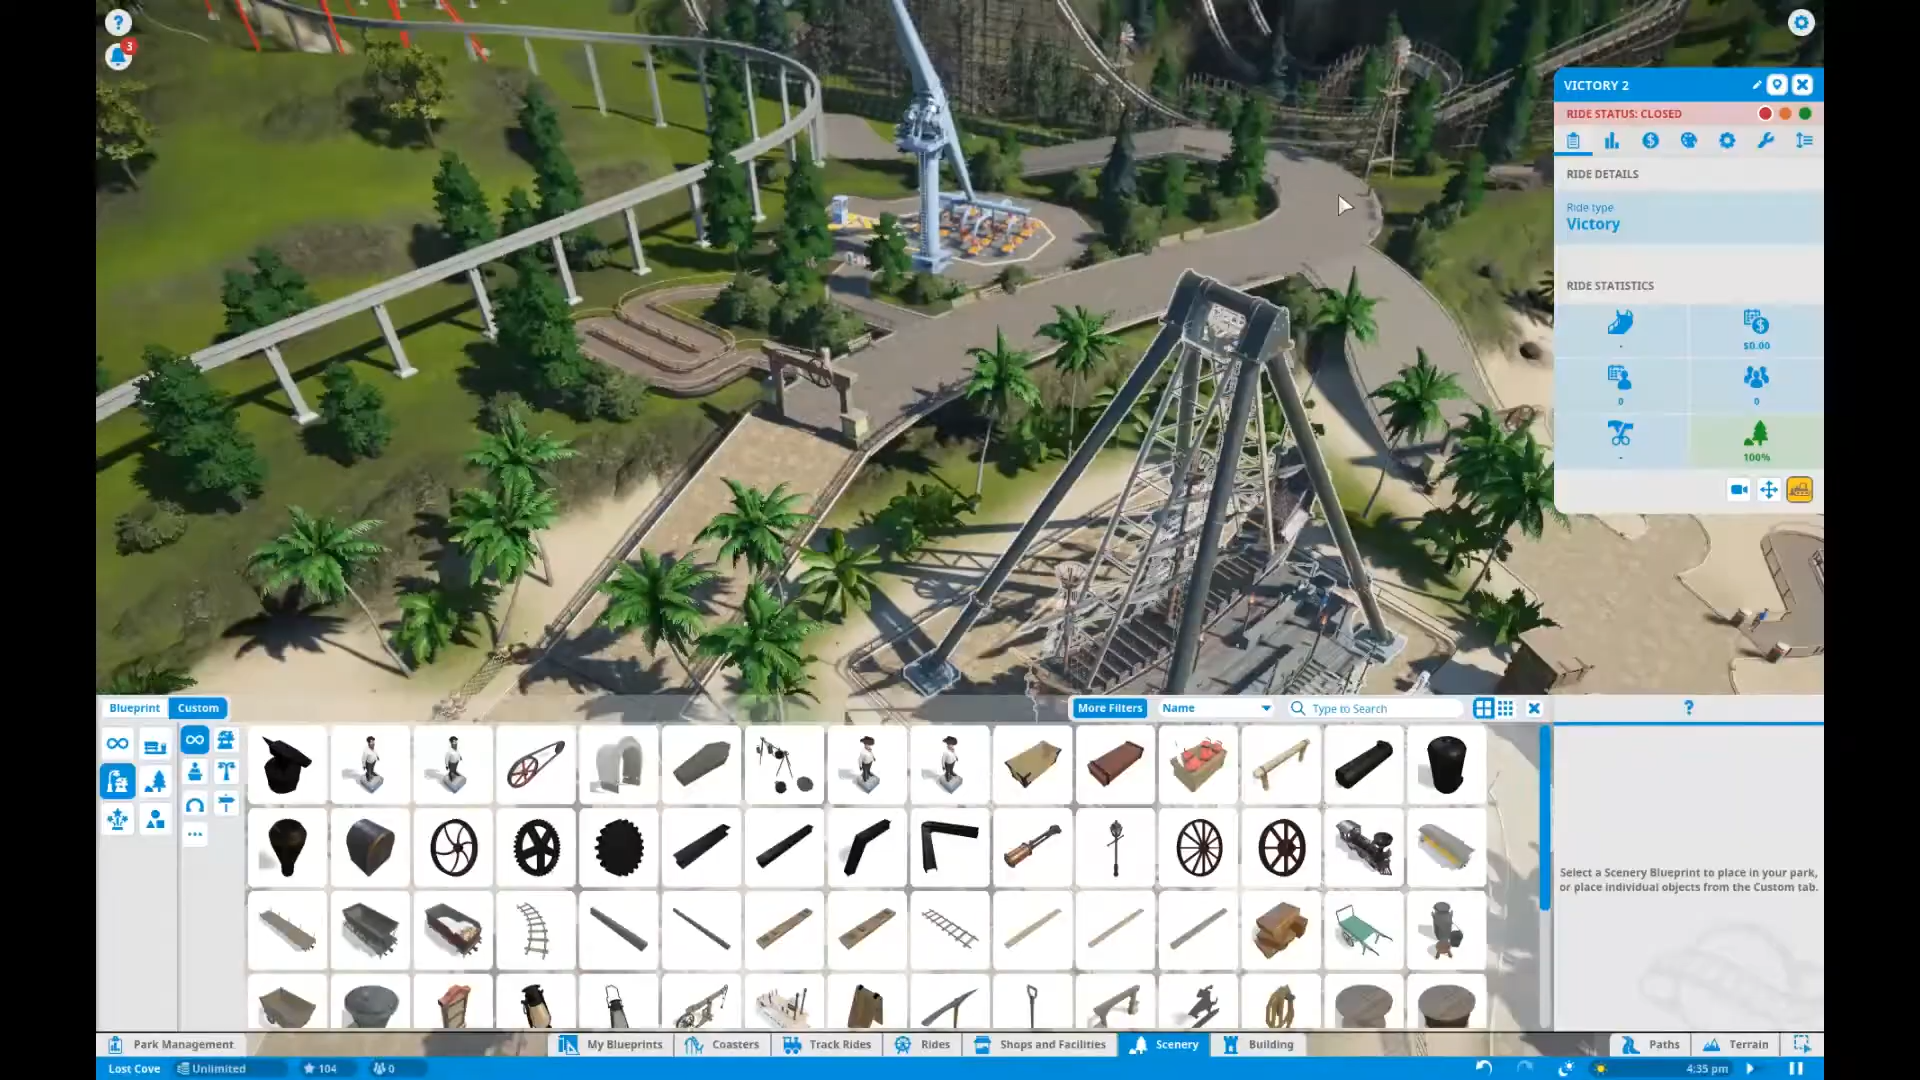 ?
3
VICTORY 2
RIDE STATUS: CLOSED
RIDE DETAILS
Ride type
Victory
RIDE STATISTICS
-
$0.00
0
0
-
100%
Blueprint
Custom
More Filters
Name
Type to Search
?
Select a Scenery Blueprint to place in your park,
or place individual objects from the Custom tab.
Park Management
My Blueprints
Coasters
Track Rides
Rides
Shops and Facilities
Scenery
Building
Paths
Terrain
Lost Cove
Unlimited
104
0
4:35 pm